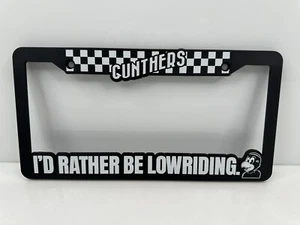 GUNTHERS
I'D RATHER BE LOWRIDING.